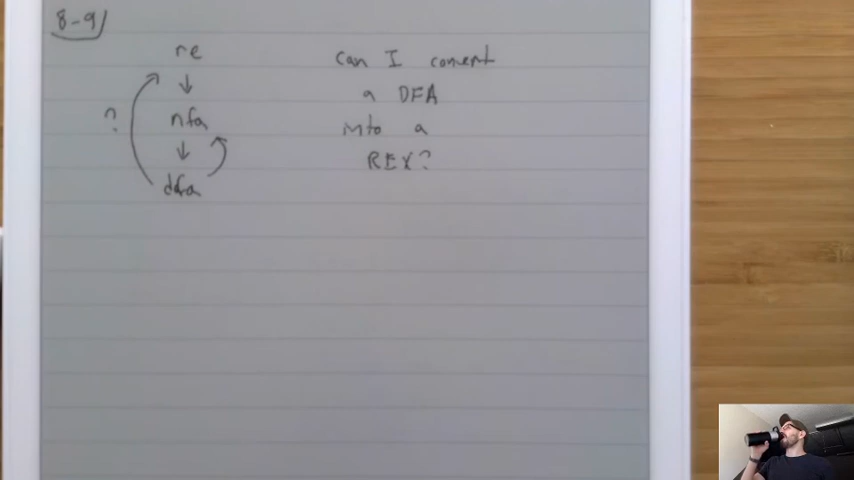 8-9
re
?
nfa
dfa
can I convert
a DFA
into a
REX?